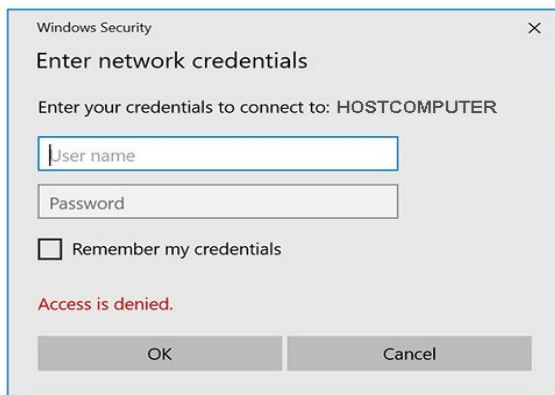 Windows Security
Enter network credentials
Enter your credentials to connect to: HOSTCOMPUTER
User name
Password
Remember my credentials
Access is denied.
OK Cancel